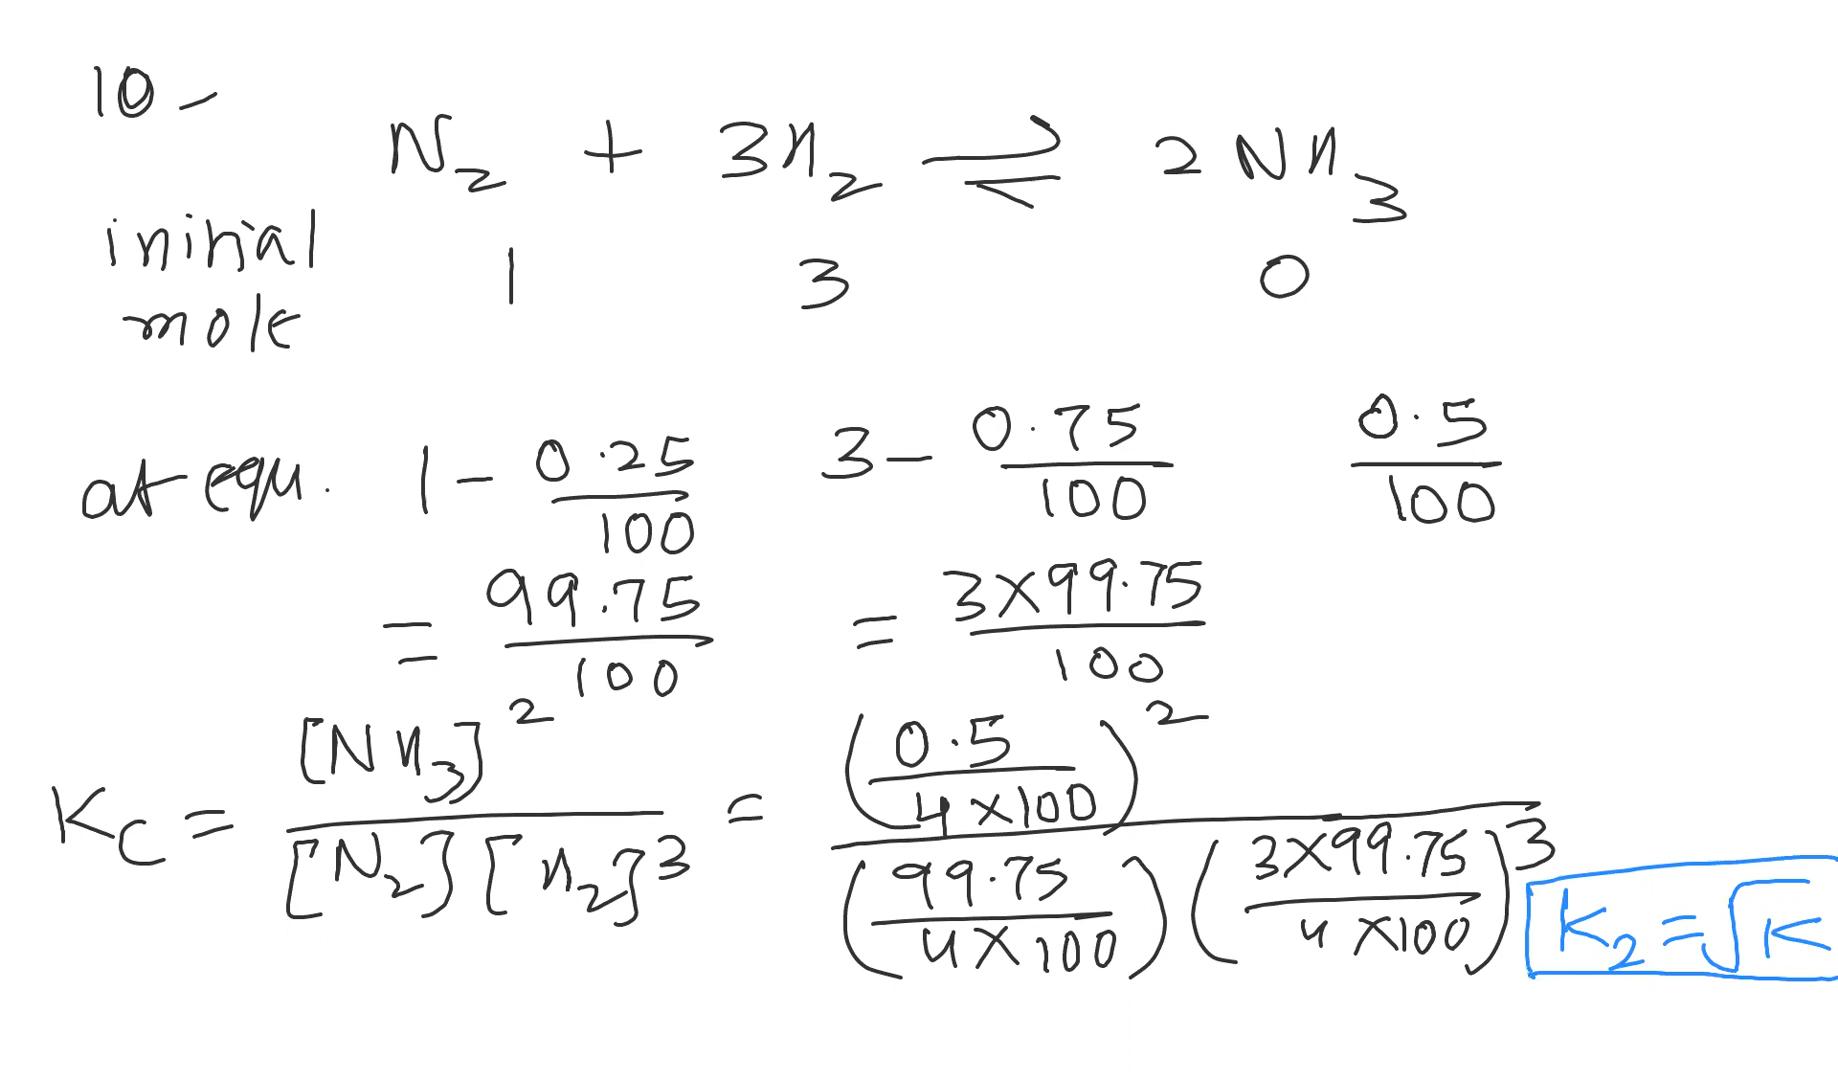 10-
N₂ + 3H₂ ⇌ 2NH₃
initial mole 1 3 0
at equ. 1 - 0.25/100 3 - 0.75/100 0.5/100
= 99.75/100 = 3×99.75/100
Kc = [NH₃]² / [N₂][H₂]³ = (0.5/4×100)² / (99.75/4×100)(3×99.75/4×100)³
K₂ = √K